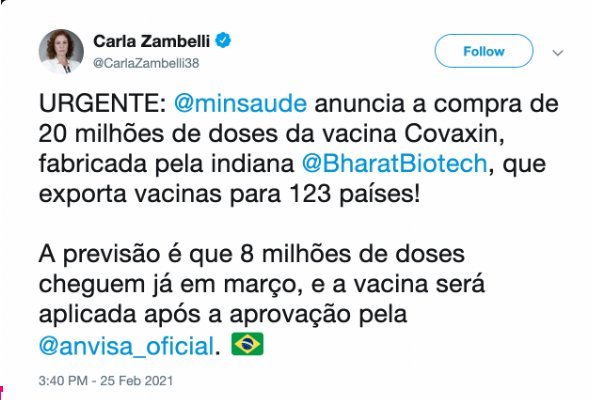 Carla Zambelli
@CarlaZambelli38
Follow
URGENTE: @minsaude anuncia a compra de
20 milhões de doses da vacina Covaxin,
fabricada pela indiana @BharatBiotech, que
exporta vacinas para 123 países!
A previsão é que 8 milhões de doses
cheguem já em março, e a vacina será
aplicada após a aprovação pela
@anvisa_oficial. 🇧🇷
3:40 PM - 25 Feb 2021